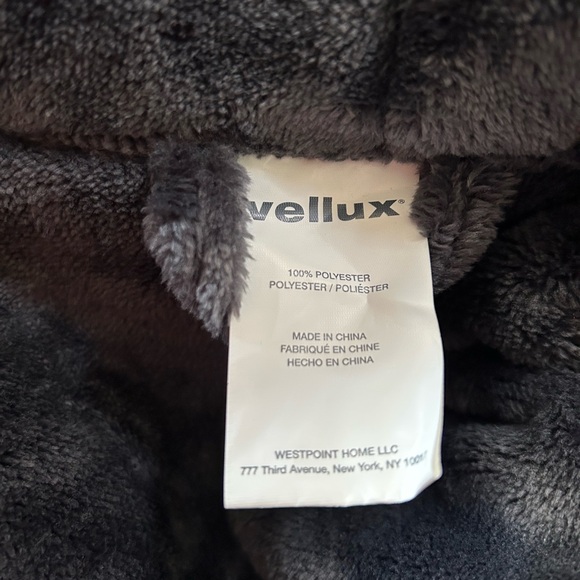 vellux®
100% POLYESTER
POLYESTER / POLIÉSTER
MADE IN CHINA
FABRIQUÉ EN CHINE
HECHO EN CHINA
WESTPOINT HOME LLC
777 Third Avenue, New York, NY 10017